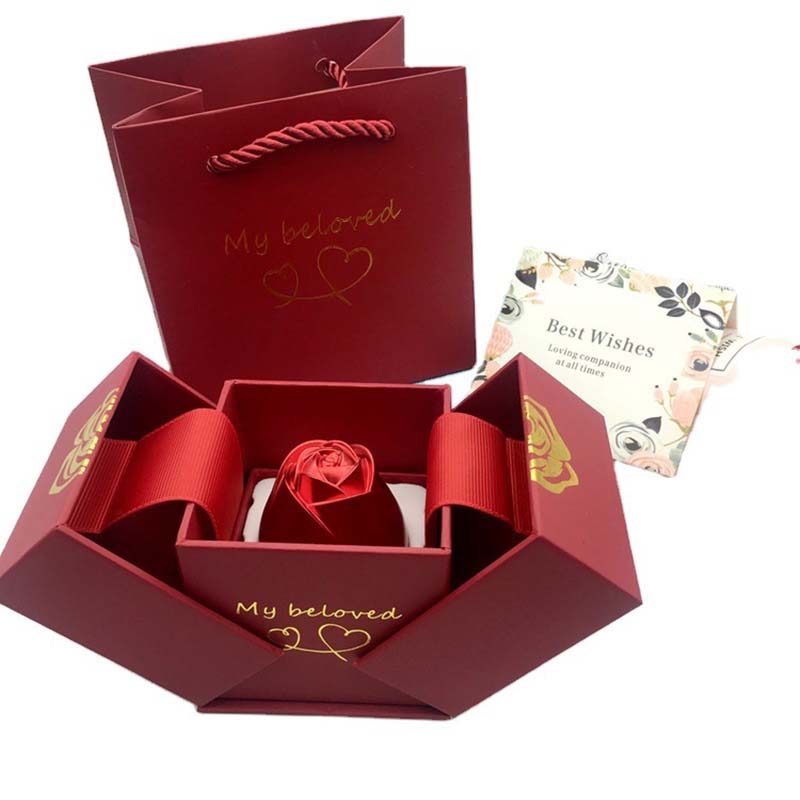 My beloved
Best Wishes
Loving companion
at all times
My beloved